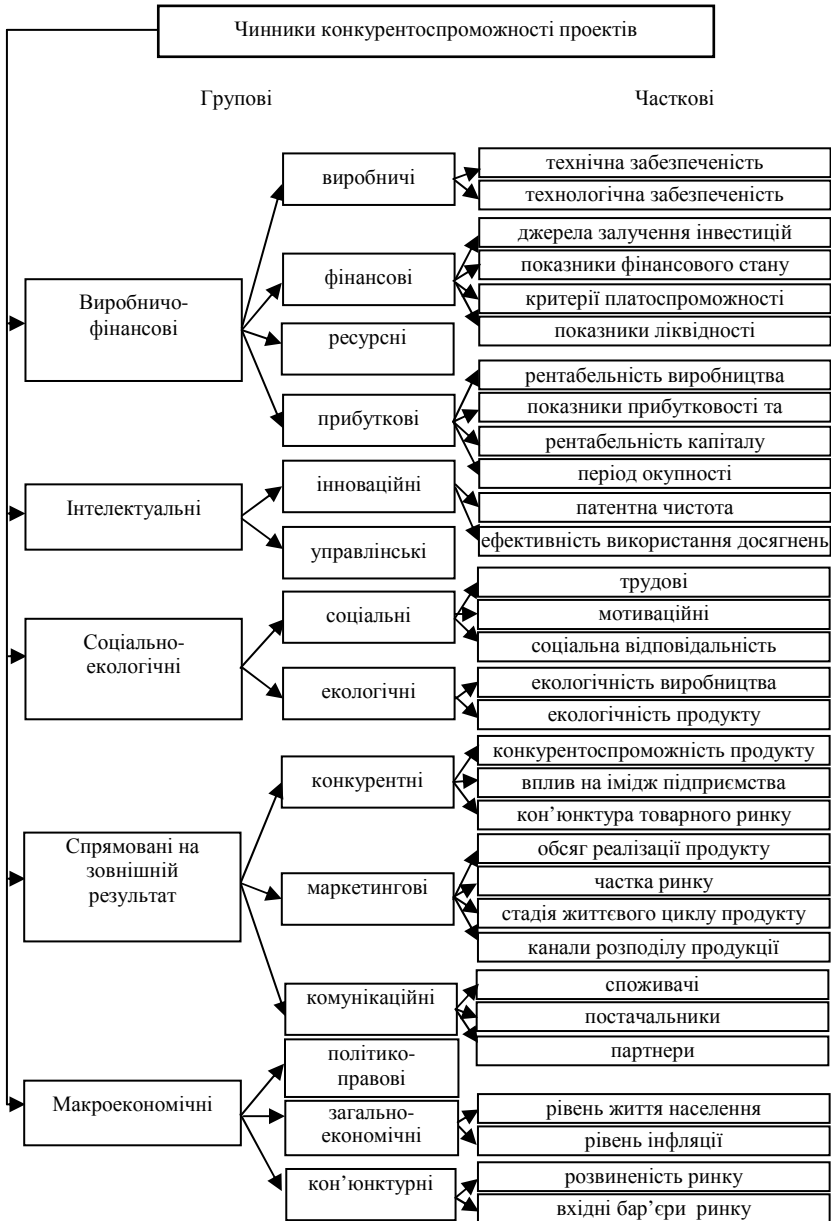 Чинники конкурентоспроможності проектів
Групові
Часткові
Виробничо-
фінансові
виробничі
технічна забезпеченість
технологічна забезпеченість
фінансові
джерела залучення інвестицій
показники фінансового стану
критерії платоспроможності
показники ліквідності
ресурсні
прибуткові
рентабельність виробництва
показники прибутковості та
рентабельність капіталу
період окупності
Інтелектуальні
інноваційні
патентна чистота
ефективність використання досягнень
управлінські
Соціально-
екологічні
соціальні
трудові
мотиваційні
соціальна відповідальність
екологічні
екологічність виробництва
екологічність продукту
Спрямовані на
зовнішній
результат
конкурентні
конкурентоспроможність продукту
вплив на імідж підприємства
кон’юнктура товарного ринку
маркетингові
обсяг реалізації продукту
частка ринку
стадія життєвого циклу продукту
канали розподілу продукції
комунікаційні
споживачі
постачальники
партнери
Макроекономічні
політико-
правові
загально-
економічні
рівень життя населення
рівень інфляції
кон’юнктурні
розвиненість ринку
вхідні бар’єри ринку